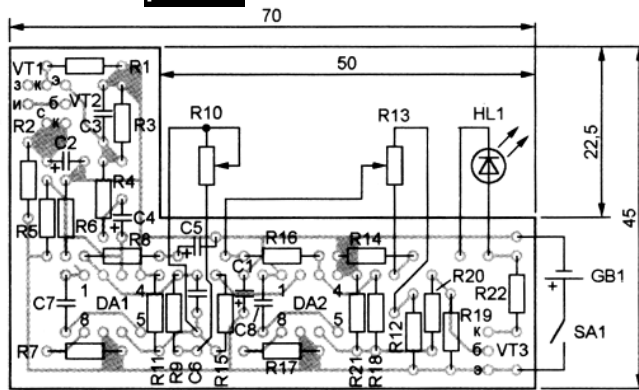 70
50
VT1
з
к
э
R1
и
б
VT2
с
к
C3
R3
R2
C2
+
R10
R13
HL1
22,5
45
R4
C4
+
R5
R6
R8
C5
+
R16
R14
C7
1
DA1
4
C1
+
1
DA2
4
R20
R22
GB1
+
8
5
C8
8
5
R12
R19
к
SA1
R7
R11
R9
C6
R15
R17
R21
R18
б
VT3
э